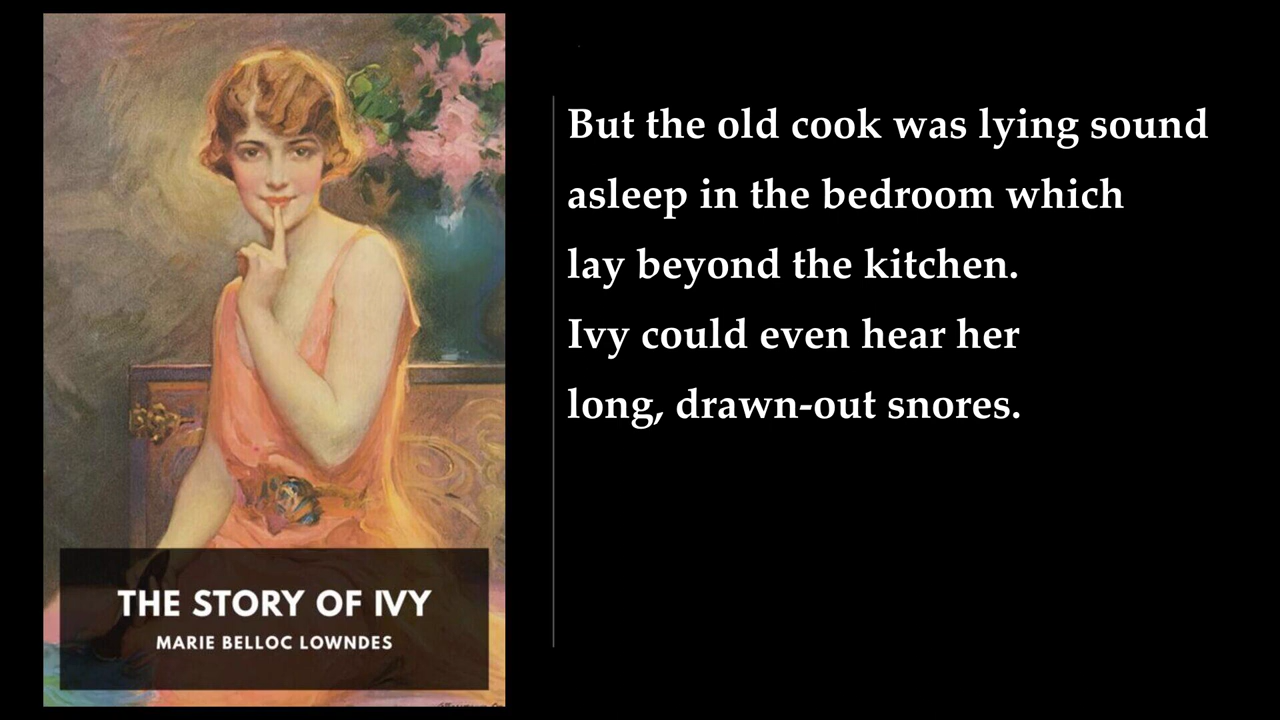 THE STORY OF IVY
MARIE BELLOC LOWNDES
But the old cook was lying sound
asleep in the bedroom which
lay beyond the kitchen.
Ivy could even hear her
long, drawn-out snores.